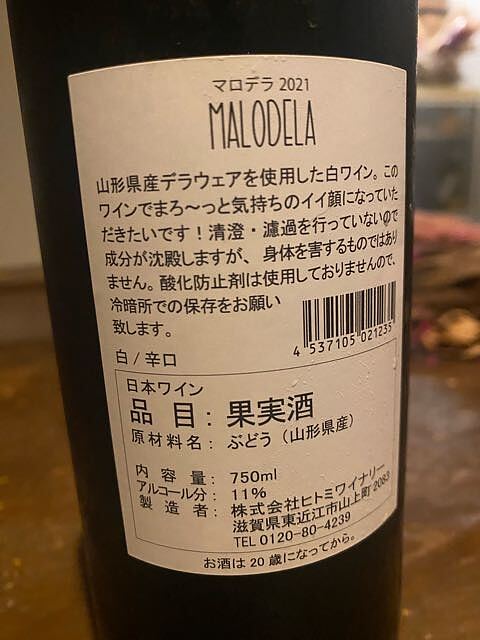 マロデラ 2021
MALODELA
山形県産デラウェアを使用した白ワイン。この
ワインでまろ～っと気持ちのイイ顔になっていた
だきたいです！清澄・濾過を行っていないので
成分が沈殿しますが、身体を害するものではあり
ません。酸化防止剤は使用しておりませんので、
冷暗所での保存をお願い
致します。
4 537105 021235
白 / 辛口
日本ワイン
品 目： 果実酒
原材料名： ぶどう（山形県産）
内 容 量： 750ml
アルコール分： 11%
製 造 者： 株式会社ヒトミワイナリー
滋賀県東近江市山上町2083
TEL 0120-80-4239
お酒は20歳になってから。